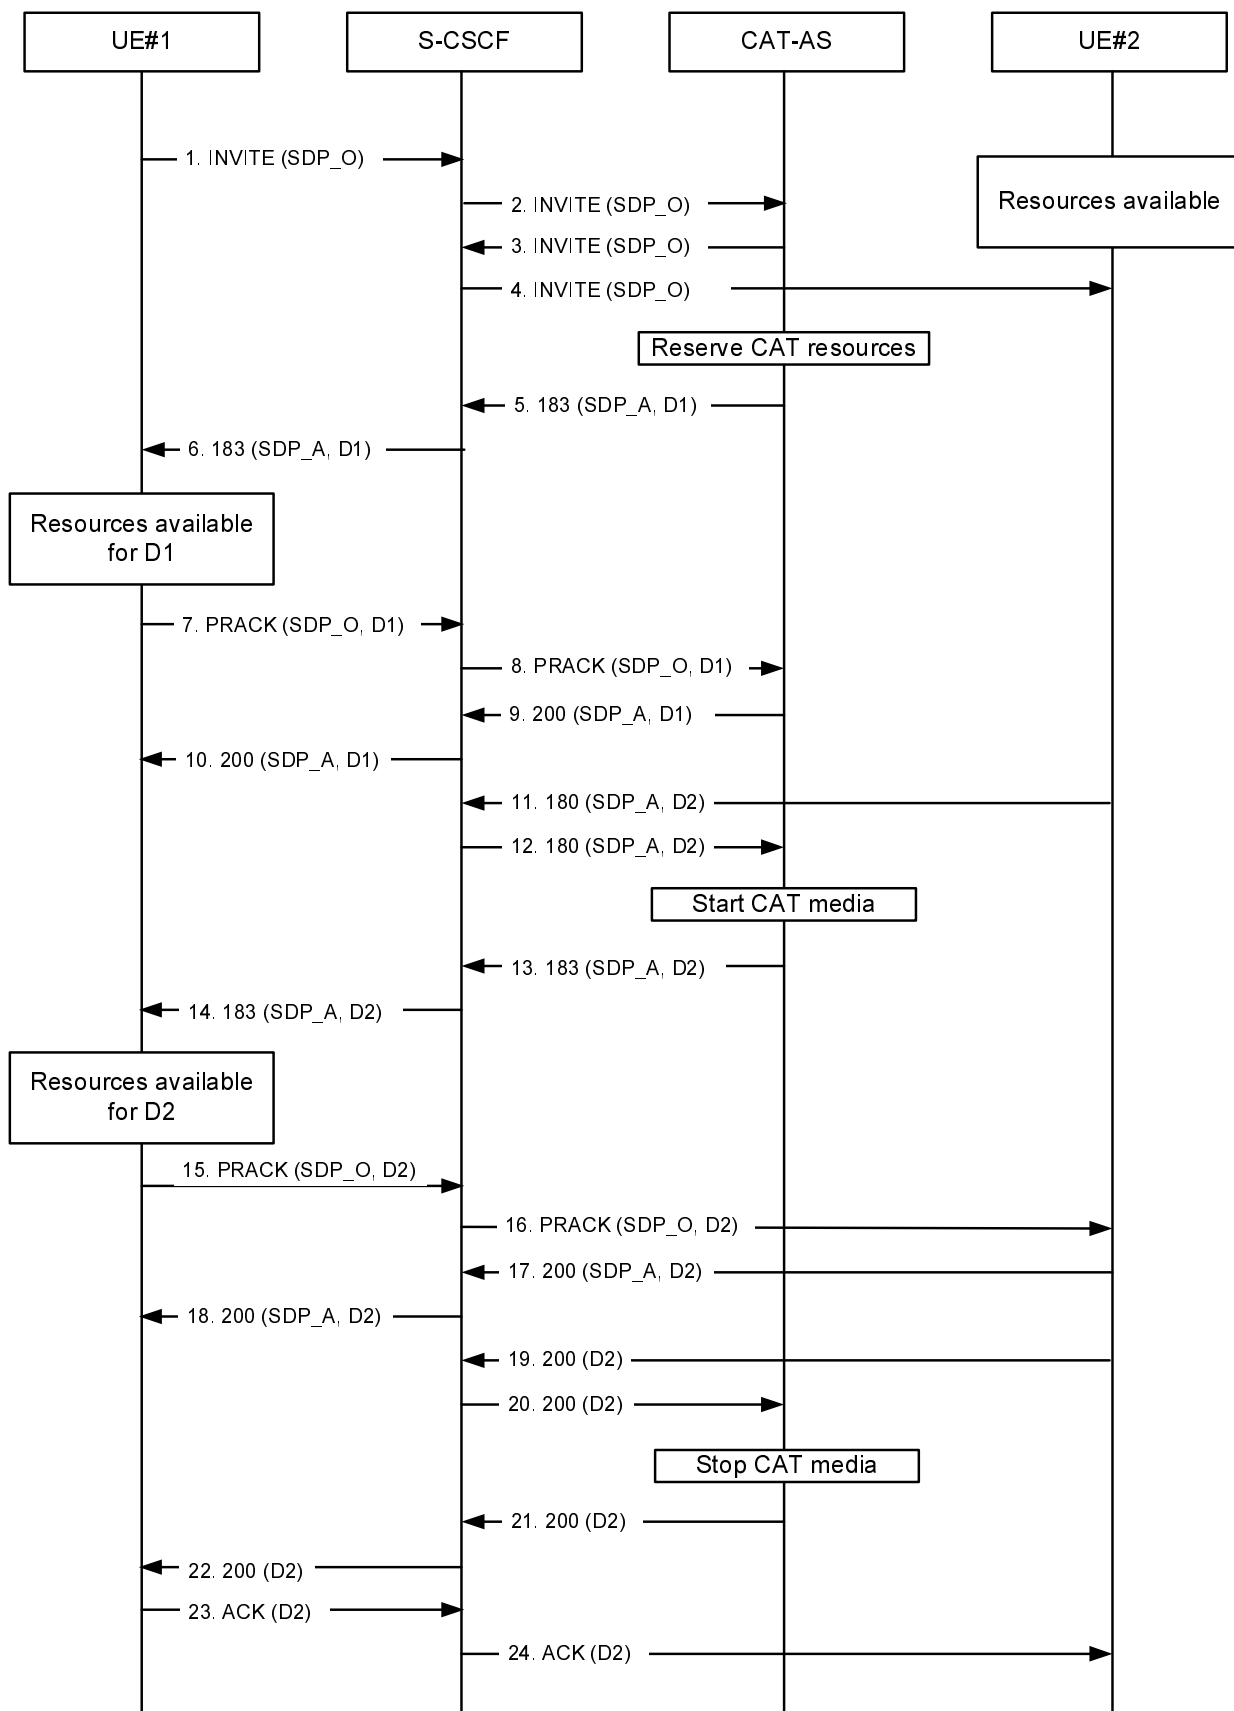 UE#1
S-CSCF
CAT-AS
UE#2
1. INVITE (SDP_O)
Resources available
2. INVITE (SDP_O)
3. INVITE (SDP_O)
4. INVITE (SDP_O)
Reserve CAT resources
5. 183 (SDP_A, D1)
6. 183 (SDP_A, D1)
Resources available
for D1
7. PRACK (SDP_O, D1)
8. PRACK (SDP_O, D1)
9. 200 (SDP_A, D1)
10. 200 (SDP_A, D1)
11. 180 (SDP_A, D2)
12. 180 (SDP_A, D2)
Start CAT media
13. 183 (SDP_A, D2)
14. 183 (SDP_A, D2)
Resources available
for D2
15. PRACK (SDP_O, D2)
16. PRACK (SDP_O, D2)
17. 200 (SDP_A, D2)
18. 200 (SDP_A, D2)
19. 200 (D2)
20. 200 (D2)
Stop CAT media
21. 200 (D2)
22. 200 (D2)
23. ACK (D2)
24. ACK (D2)